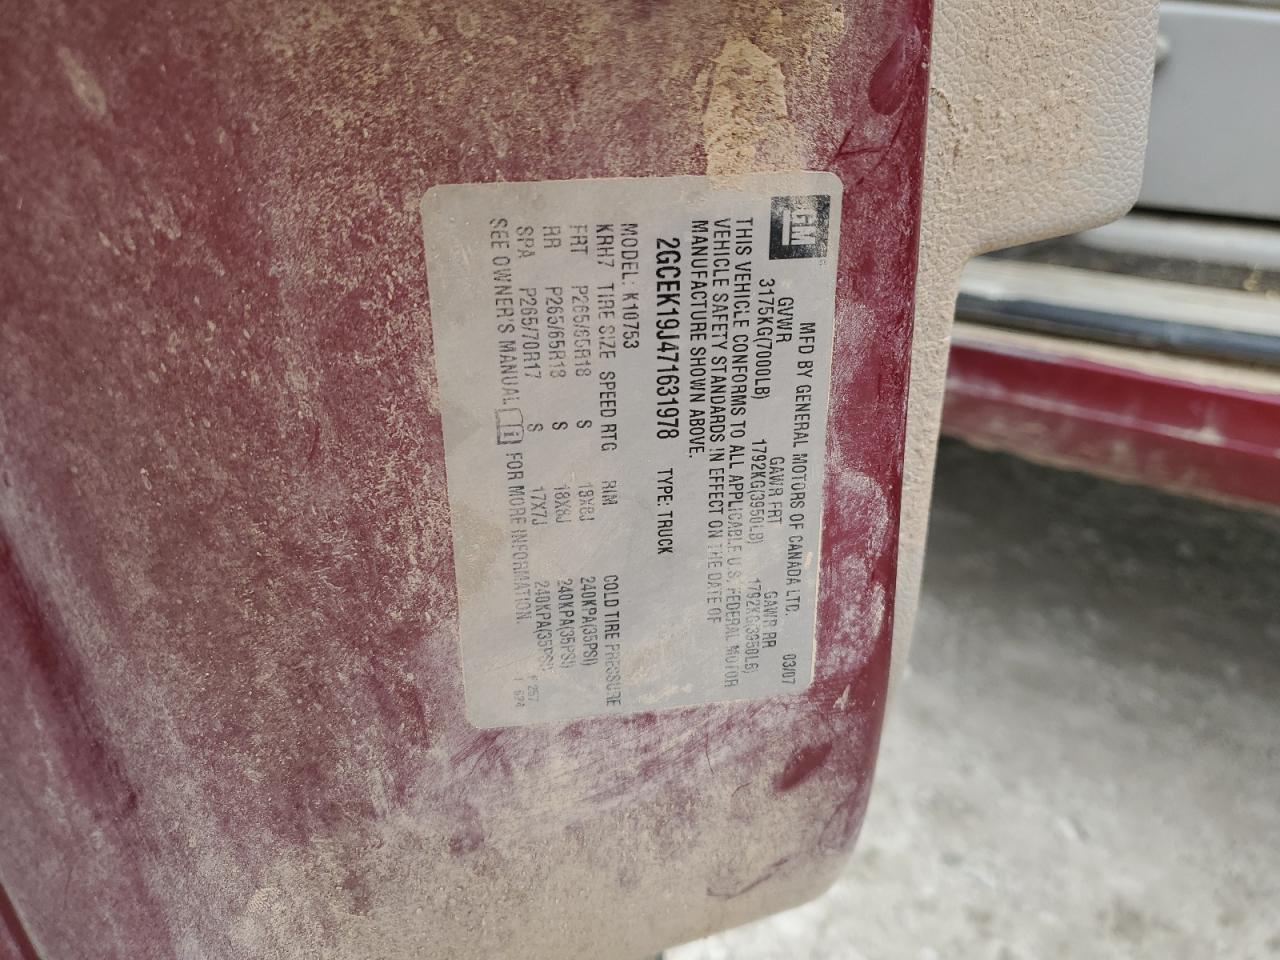 GM
MFD BY GENERAL MOTORS OF CANADA LTD. 03/07
GVWR GAWR FRT GAWR RR
3175KG(7000LB) 1792KG(3950LB) 1792KG(3950LB)
THIS VEHICLE CONFORMS TO ALL APPLICABLE U.S. FEDERAL MOTOR
VEHICLE SAFETY STANDARDS IN EFFECT ON THE DATE OF
MANUFACTURE SHOWN ABOVE.
2GCEK19J471631978 TYPE: TRUCK
MODEL: K10753
KRH7 TIRE SIZE SPEED RTG RIM COLD TIRE PRESSURE
FRT P265/65R18 S 18X8J 240KPA(35PSI)
RR P265/65R18 S 18X8J 240KPA(35PSI)
SPA P265/70R17 S 17X7J 240KPA(35PSI)
SEE OWNER'S MANUAL FOR MORE INFORMATION.